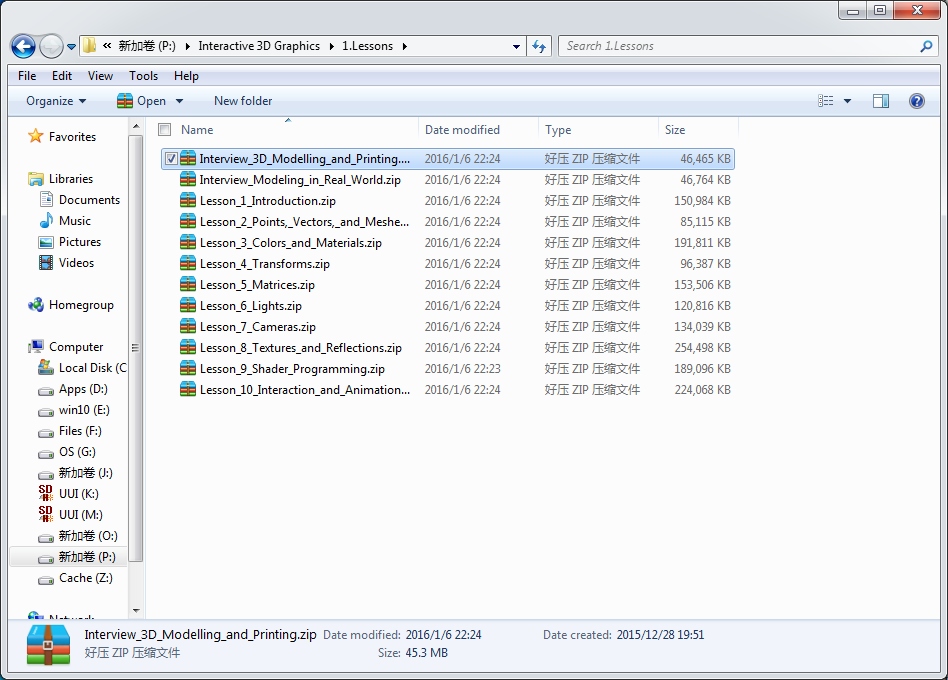 « 新加卷 (P:) Interactive 3D Graphics 1.Lessons Search 1.Lessons
File Edit View Tools Help
Organize Open New folder
Favorites
Libraries
Documents
Music
Pictures
Videos
Homegroup
Computer
Local Disk (C
Apps (D:)
win10 (E:)
Files (F:)
OS (G:)
新加卷 (J:)
SD UUI (K:)
SD UUI (M:)
新加卷 (O:)
新加卷 (P:)
Cache (Z:)
Network
Name Date modified Type Size
Interview_3D_Modelling_and_Printing.... 2016/1/6 22:24 好压 ZIP 压缩文件 46,465 KB
Interview_Modeling_in_Real_World.zip 2016/1/6 22:24 好压 ZIP 压缩文件 46,764 KB
Lesson_1_Introduction.zip 2016/1/6 22:24 好压 ZIP 压缩文件 150,984 KB
Lesson_2_Points,_Vectors,_and_Meshe... 2016/1/6 22:24 好压 ZIP 压缩文件 85,115 KB
Lesson_3_Colors_and_Materials.zip 2016/1/6 22:24 好压 ZIP 压缩文件 191,811 KB
Lesson_4_Transforms.zip 2016/1/6 22:24 好压 ZIP 压缩文件 96,387 KB
Lesson_5_Matrices.zip 2016/1/6 22:24 好压 ZIP 压缩文件 153,506 KB
Lesson_6_Lights.zip 2016/1/6 22:24 好压 ZIP 压缩文件 120,816 KB
Lesson_7_Cameras.zip 2016/1/6 22:24 好压 ZIP 压缩文件 134,039 KB
Lesson_8_Textures_and_Reflections.zip 2016/1/6 22:24 好压 ZIP 压缩文件 254,498 KB
Lesson_9_Shader_Programming.zip 2016/1/6 22:23 好压 ZIP 压缩文件 189,096 KB
Lesson_10_Interaction_and_Animation... 2016/1/6 22:24 好压 ZIP 压缩文件 224,068 KB
Interview_3D_Modelling_and_Printing.zip Date modified: 2016/1/6 22:24 Date created: 2015/12/28 19:51
好压 ZIP 压缩文件 Size: 45.3 MB